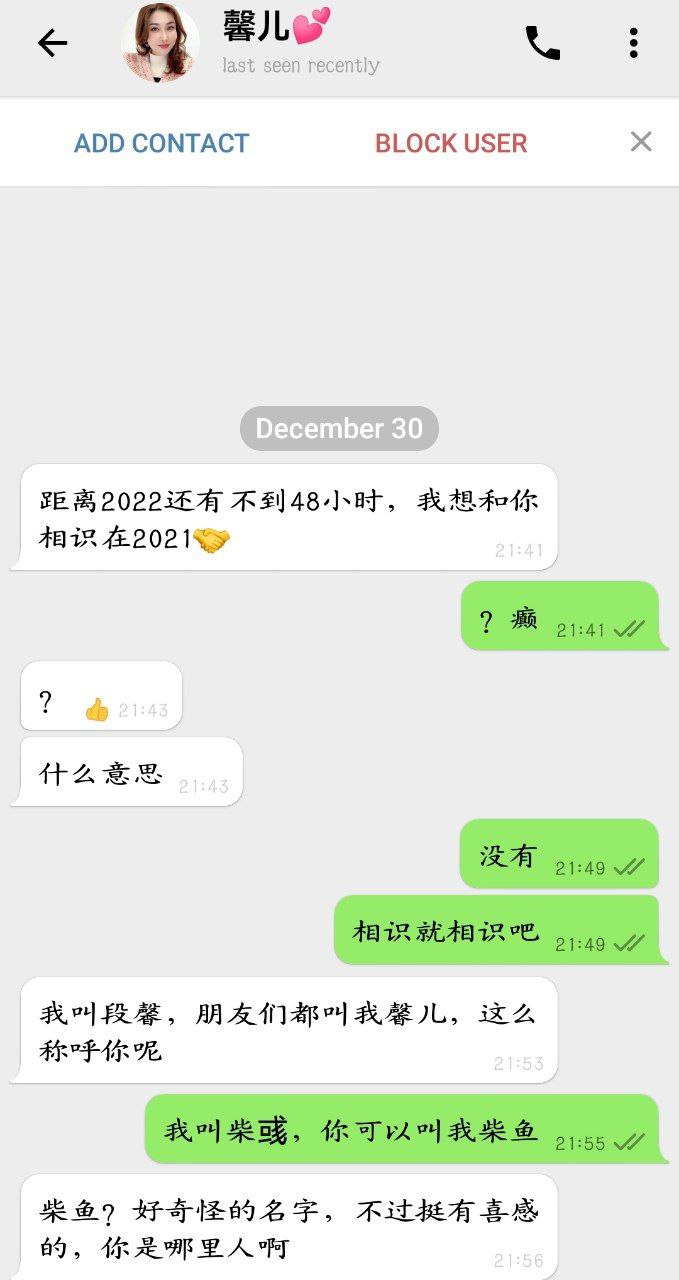 馨儿💕
last seen recently
ADD CONTACT
BLOCK USER
December 30
距离2022还有不到48小时，我想和你
相识在2021🤝
21:41
？癫 21:41
？ 👍 21:43
什么意思 21:43
没有 21:49
相识就相识吧 21:49
我叫段馨，朋友们都叫我馨儿，这么
称呼你呢
21:53
我叫柴彧，你可以叫我柴鱼 21:55
柴鱼？好奇怪的名字，不过挺有喜感
的，你是哪里人啊
21:56